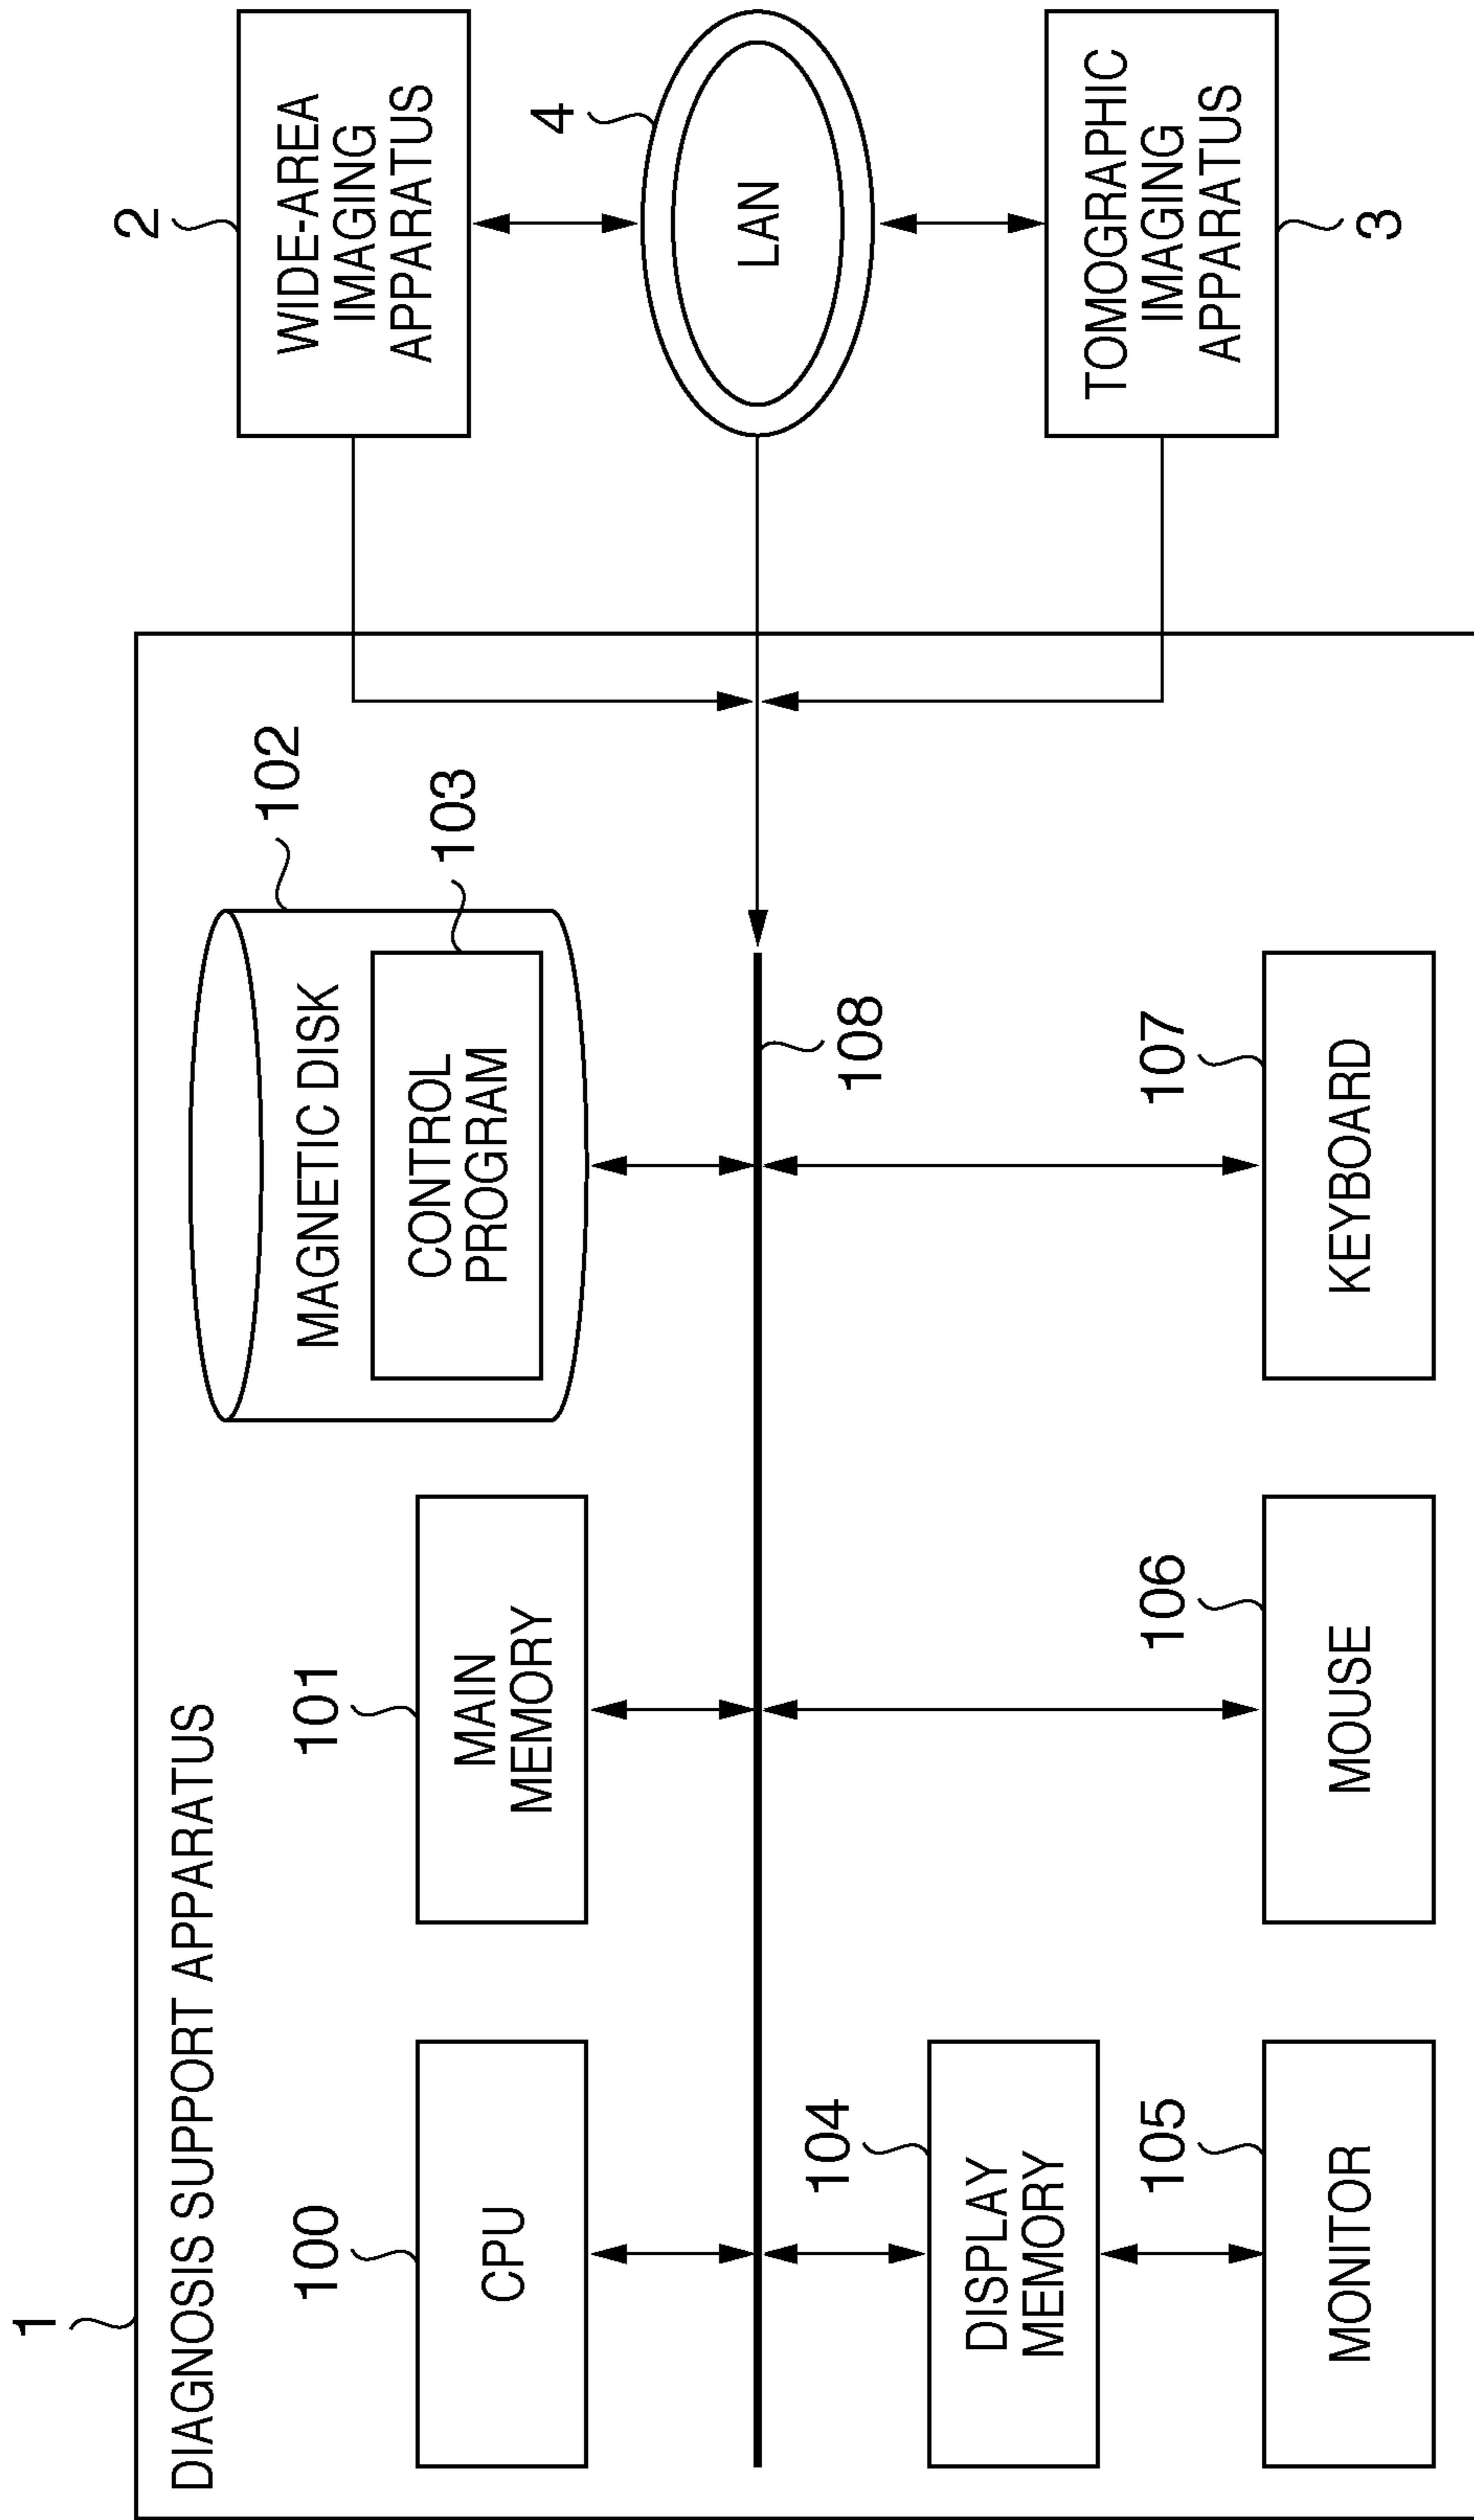 1
DIAGNOSIS SUPPORT APPARATUS
100
CPU
101
MAIN
MEMORY
102
MAGNETIC DISK
103
CONTROL
PROGRAM
108
104
DISPLAY
MEMORY
105
MONITOR
106
MOUSE
107
KEYBOARD
2
WIDE-AREA
IMAGING
APPARATUS
4
LAN
TOMOGRAPHIC
IMAGING
APPARATUS
3